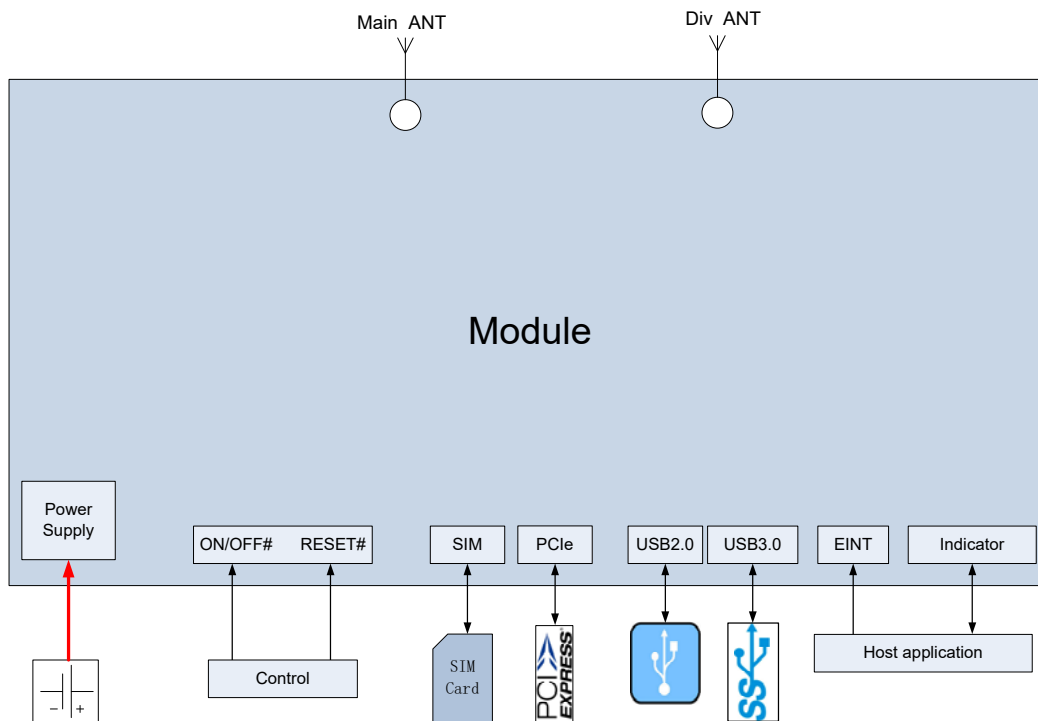 Main ANT
Div ANT
Module
Power
Supply
ON/OFF# RESET#
SIM
PCIe
USB2.0
USB3.0
EINT
Indicator
SIM
Card
PCI
EXPRESS®
SS
Control
Host application
- +